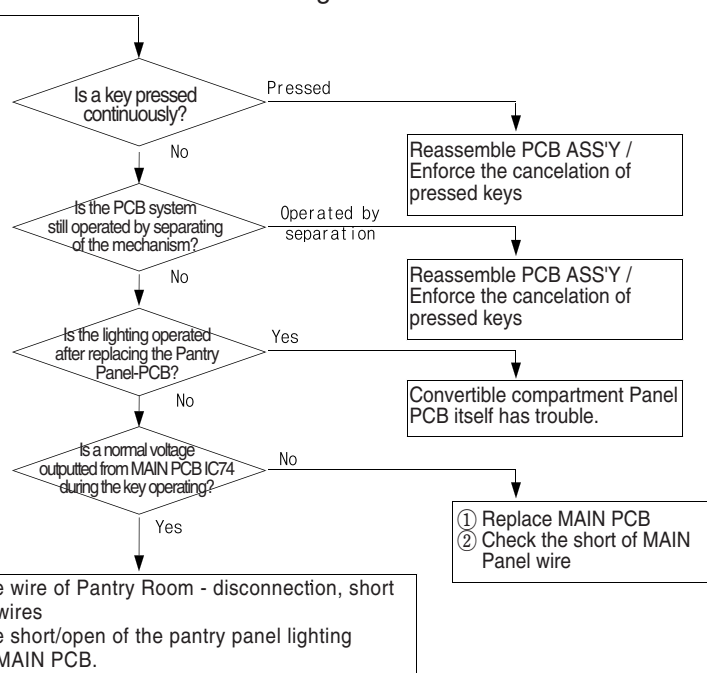 Is a key pressed
continuously?
Pressed
No
Reassemble PCB ASS'Y /
Enforce the cancelation of
pressed keys
Is the PCB system
still operated by separating
of the mechanism?
Operated by
separation
No
Reassemble PCB ASS'Y /
Enforce the cancelation of
pressed keys
Is the lighting operated
after replacing the Pantry
Panel-PCB?
Yes
No
Convertible compartment Panel
PCB itself has trouble.
Is a normal voltage
outputted from MAIN PCB IC74
during the key operating?
No
Yes
① Replace MAIN PCB
② Check the short of MAIN
Panel wire
wire of Pantry Room - disconnection, short
wires
short/open of the pantry panel lighting
MAIN PCB.